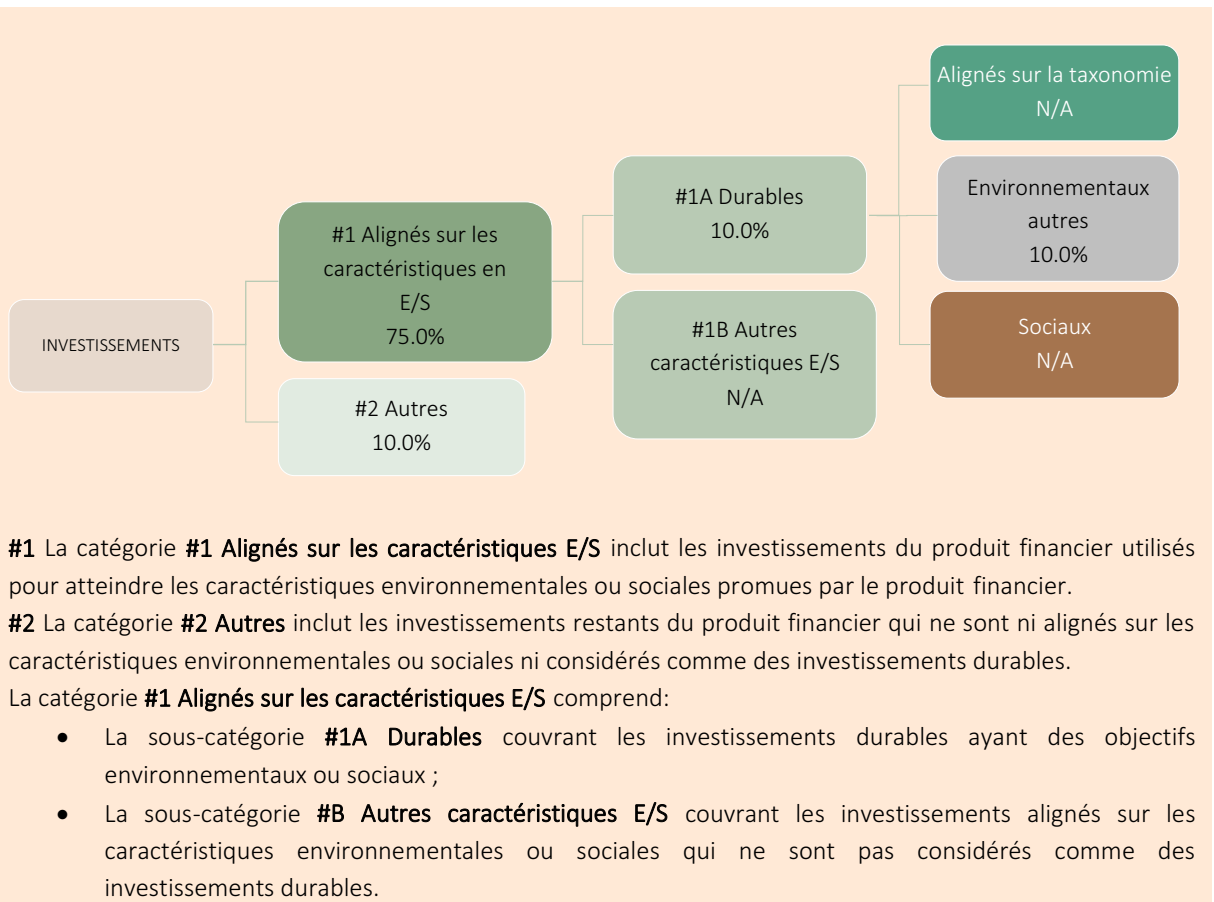 Alignés sur la taxonomie
N/A
Environnementaux
autres
10.0%
Sociaux
N/A
#1A Durables
10.0%
#1B Autres
caractéristiques E/S
N/A
#1 Alignés sur les
caractéristiques en
E/S
75.0%
#2 Autres
10.0%
INVESTISSEMENTS
#1 La catégorie #1 Alignés sur les caractéristiques E/S inclut les investissements du produit financier utilisés
pour atteindre les caractéristiques environnementales ou sociales promues par le produit financier.
#2 La catégorie #2 Autres inclut les investissements restants du produit financier qui ne sont ni alignés sur les
caractéristiques environnementales ou sociales ni considérés comme des investissements durables.
La catégorie #1 Alignés sur les caractéristiques E/S comprend:
• La sous-catégorie #1A Durables couvrant les investissements durables ayant des objectifs
environnementaux ou sociaux ;
• La sous-catégorie #B Autres caractéristiques E/S couvrant les investissements alignés sur les
caractéristiques environnementales ou sociales qui ne sont pas considérés comme des
investissements durables.